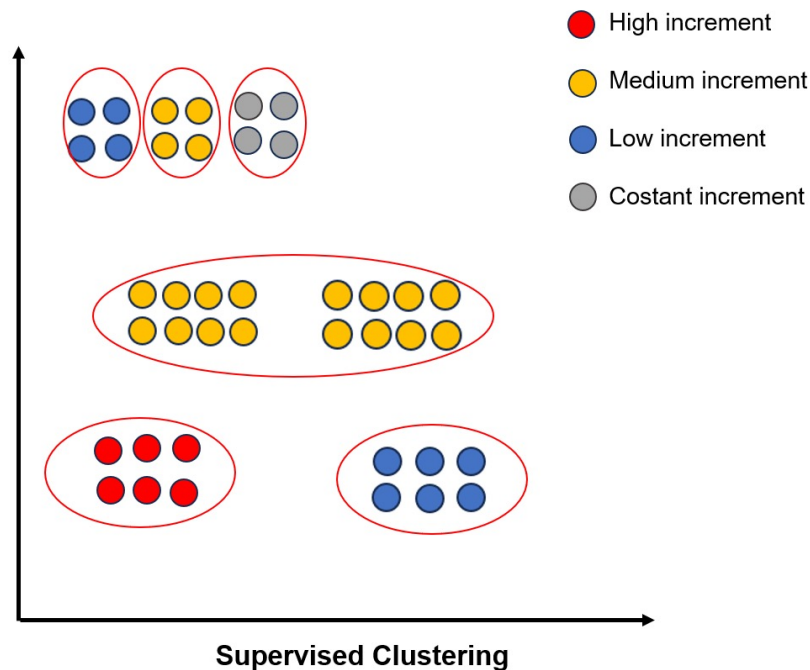 High increment
Medium increment
Low increment
Costant increment
Supervised Clustering